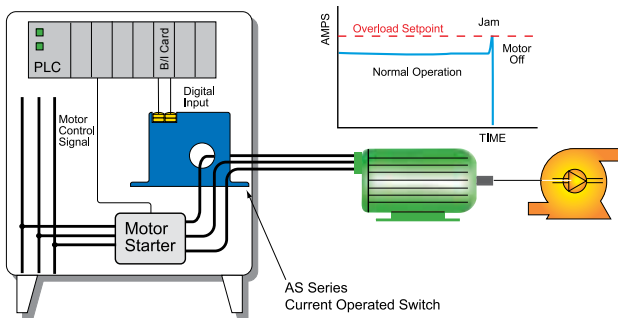 PLC
B/I Card
Digital
Input
Motor
Control
Signal
Motor
Starter
AS Series
Current Operated Switch
AMPS
Overload Setpoint
Jam
Motor
Off
Normal Operation
TIME